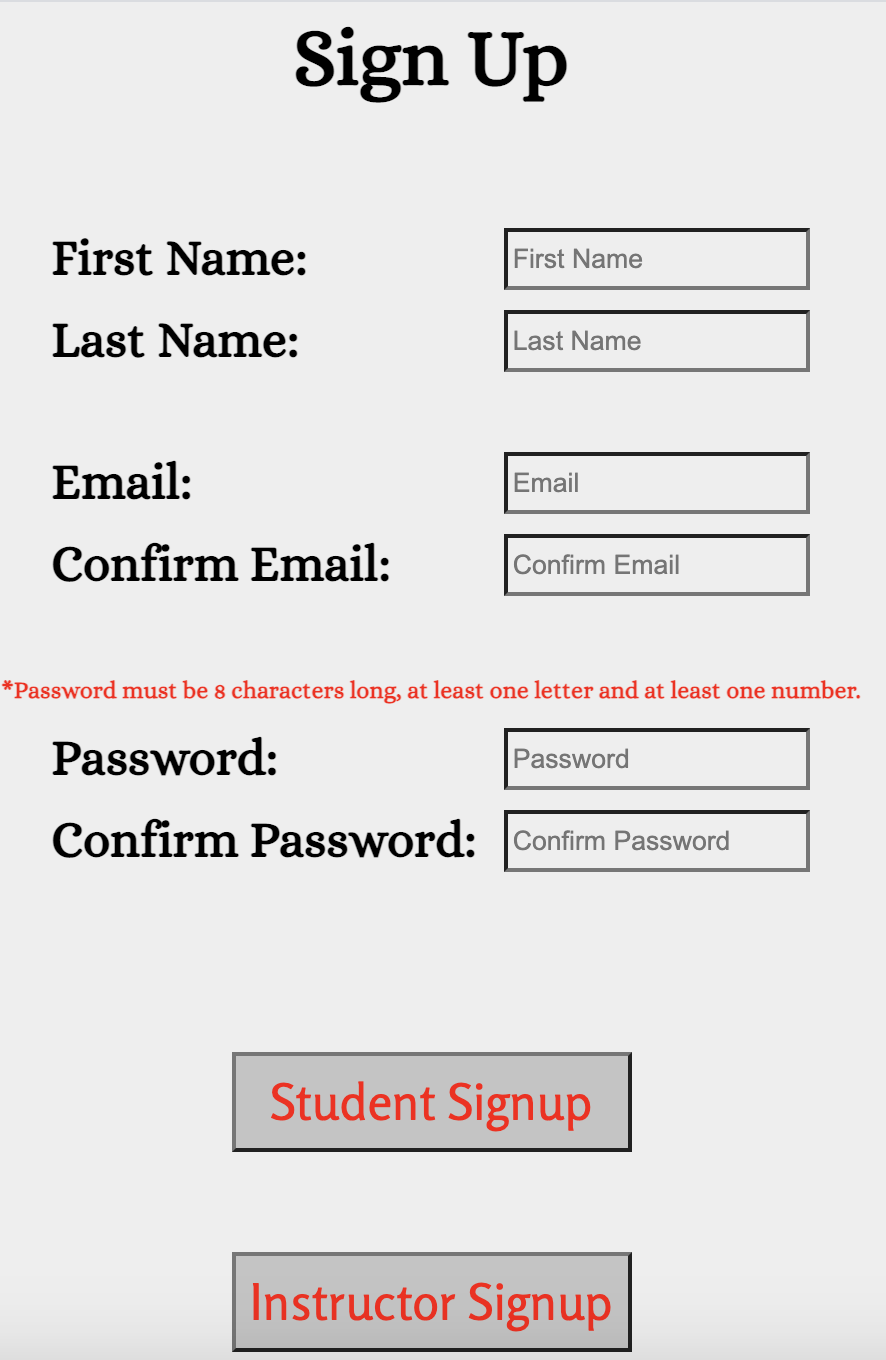 Sign Up
First Name: First Name
Last Name: Last Name
Email: Email
Confirm Email: Confirm Email
*Password must be 8 characters long, at least one letter and at least one number.
Password: Password
Confirm Password: Confirm Password
Student Signup
Instructor Signup